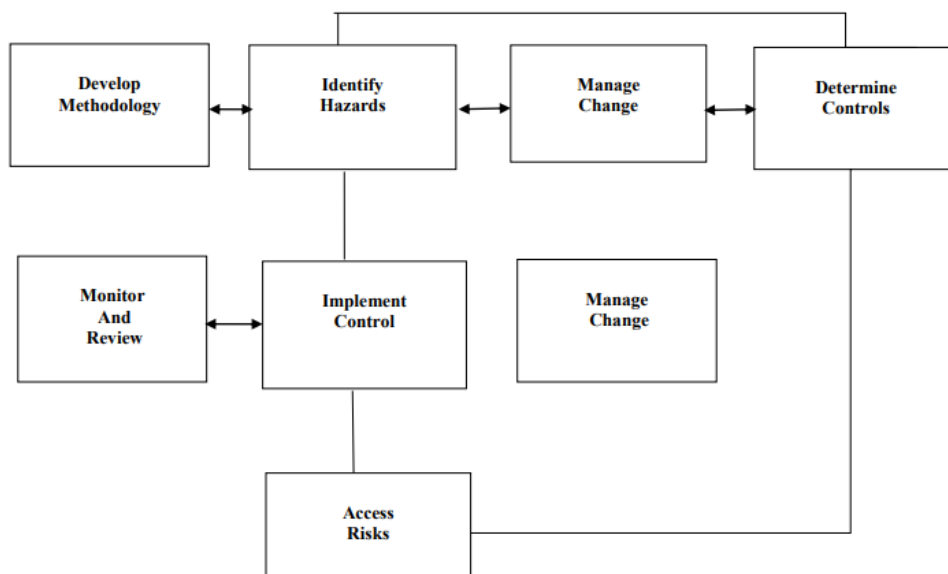 Develop
Methodology
Identify
Hazards
Manage
Change
Determine
Controls
Monitor
And
Review
Implement
Control
Manage
Change
Access
Risks